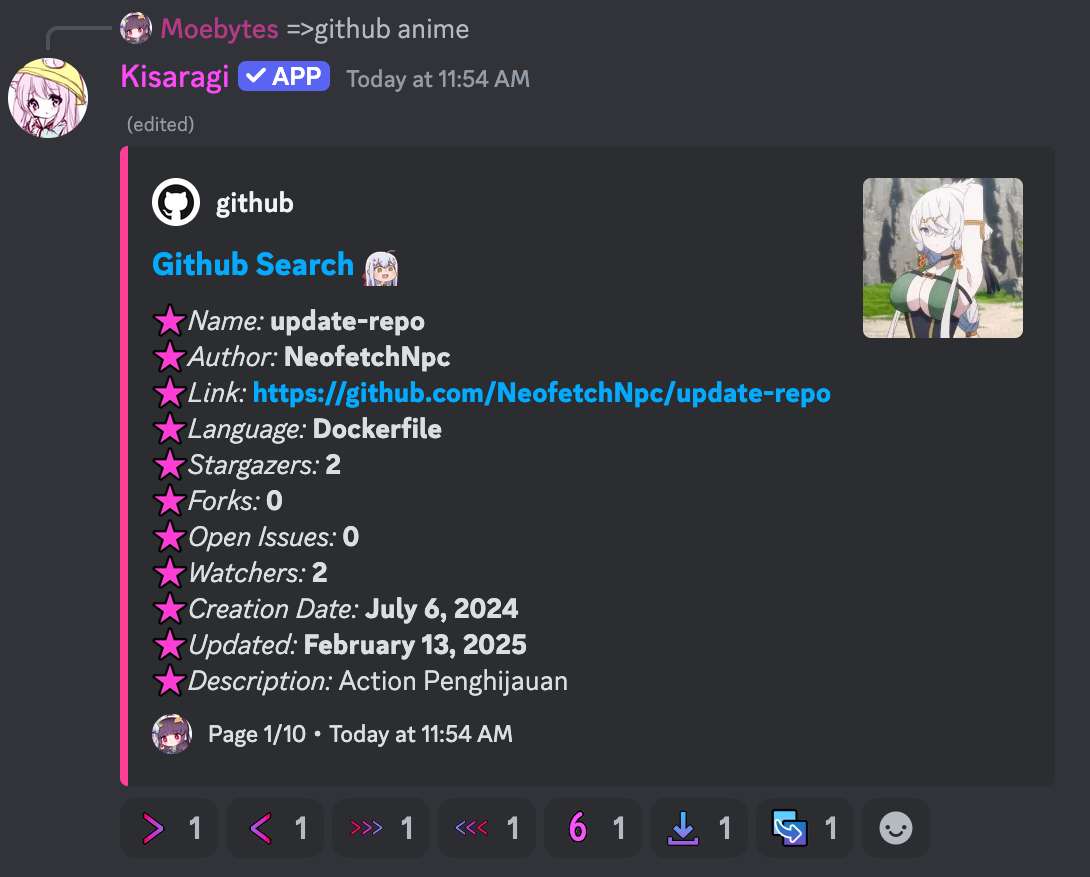 Moebytes =>github anime
Kisaragi APP Today at 11:54 AM
(edited)
github
Github Search
Name: update-repo
Author: NeofetchNpc
Link: https://github.com/NeofetchNpc/update-repo
Language: Dockerfile
Stargazers: 2
Forks: 0
Open Issues: 0
Watchers: 2
Creation Date: July 6, 2024
Updated: February 13, 2025
Description: Action Penghijauan
Page 1/10 • Today at 11:54 AM
> 1 < 1 >>> 1 <<< 1 6 1 1 1